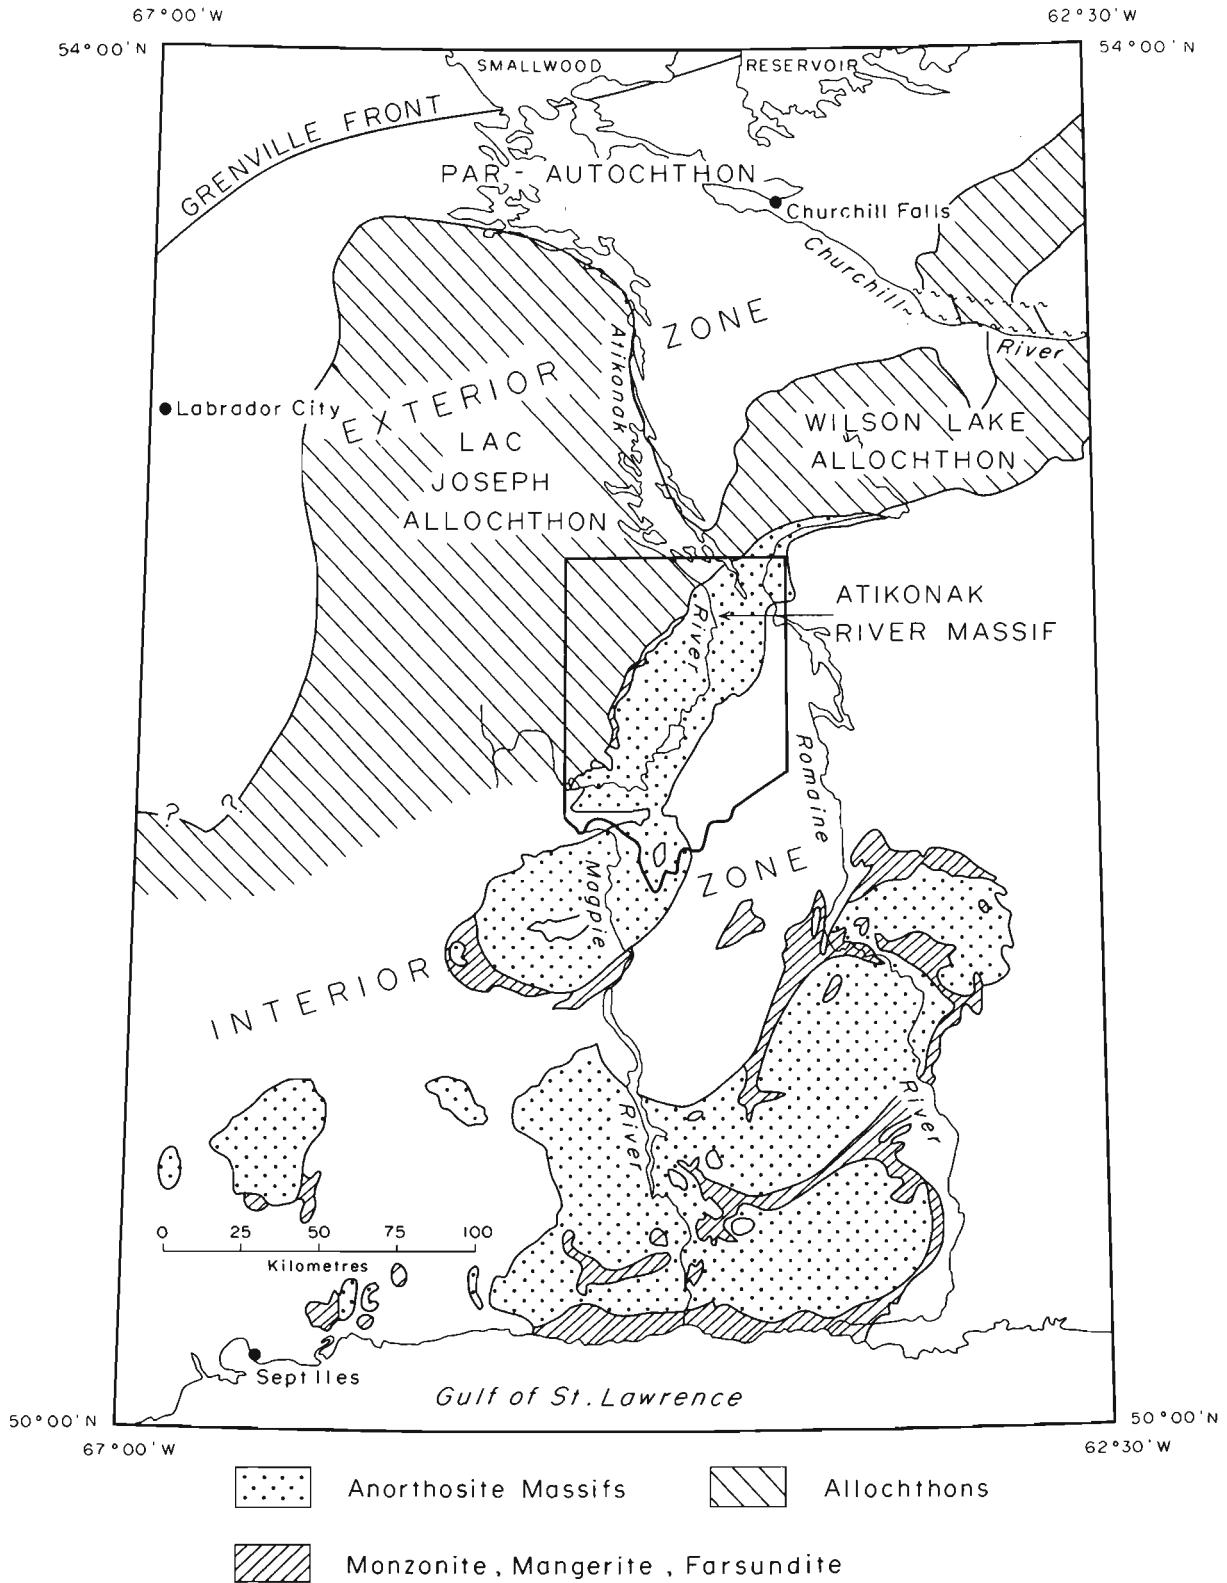 67°00'W
62°30'W
54°00'N
54°00'N
SMALLWOOD
RESERVOIR
GRENVILLE FRONT
PAR - AUTOCHTHON
Churchill Falls
Churchill
River
ZONE
Atikonak
EXTERIOR
Labrador City
LAC
JOSEPH
ALLOCHTHON
WILSON LAKE
ALLOCHTHON
ATIKONAK
RIVER MASSIF
River
Romaine
? ?
ZONE
Magpie
INTERIOR
River
River
0 25 50 75 100
Kilometres
Sept Iles
Gulf of St. Lawrence
50°00'N
50°00'N
67°00'W
62°30'W
Anorthosite Massifs
Allochthons
Monzonite, Mangerite, Farsundite